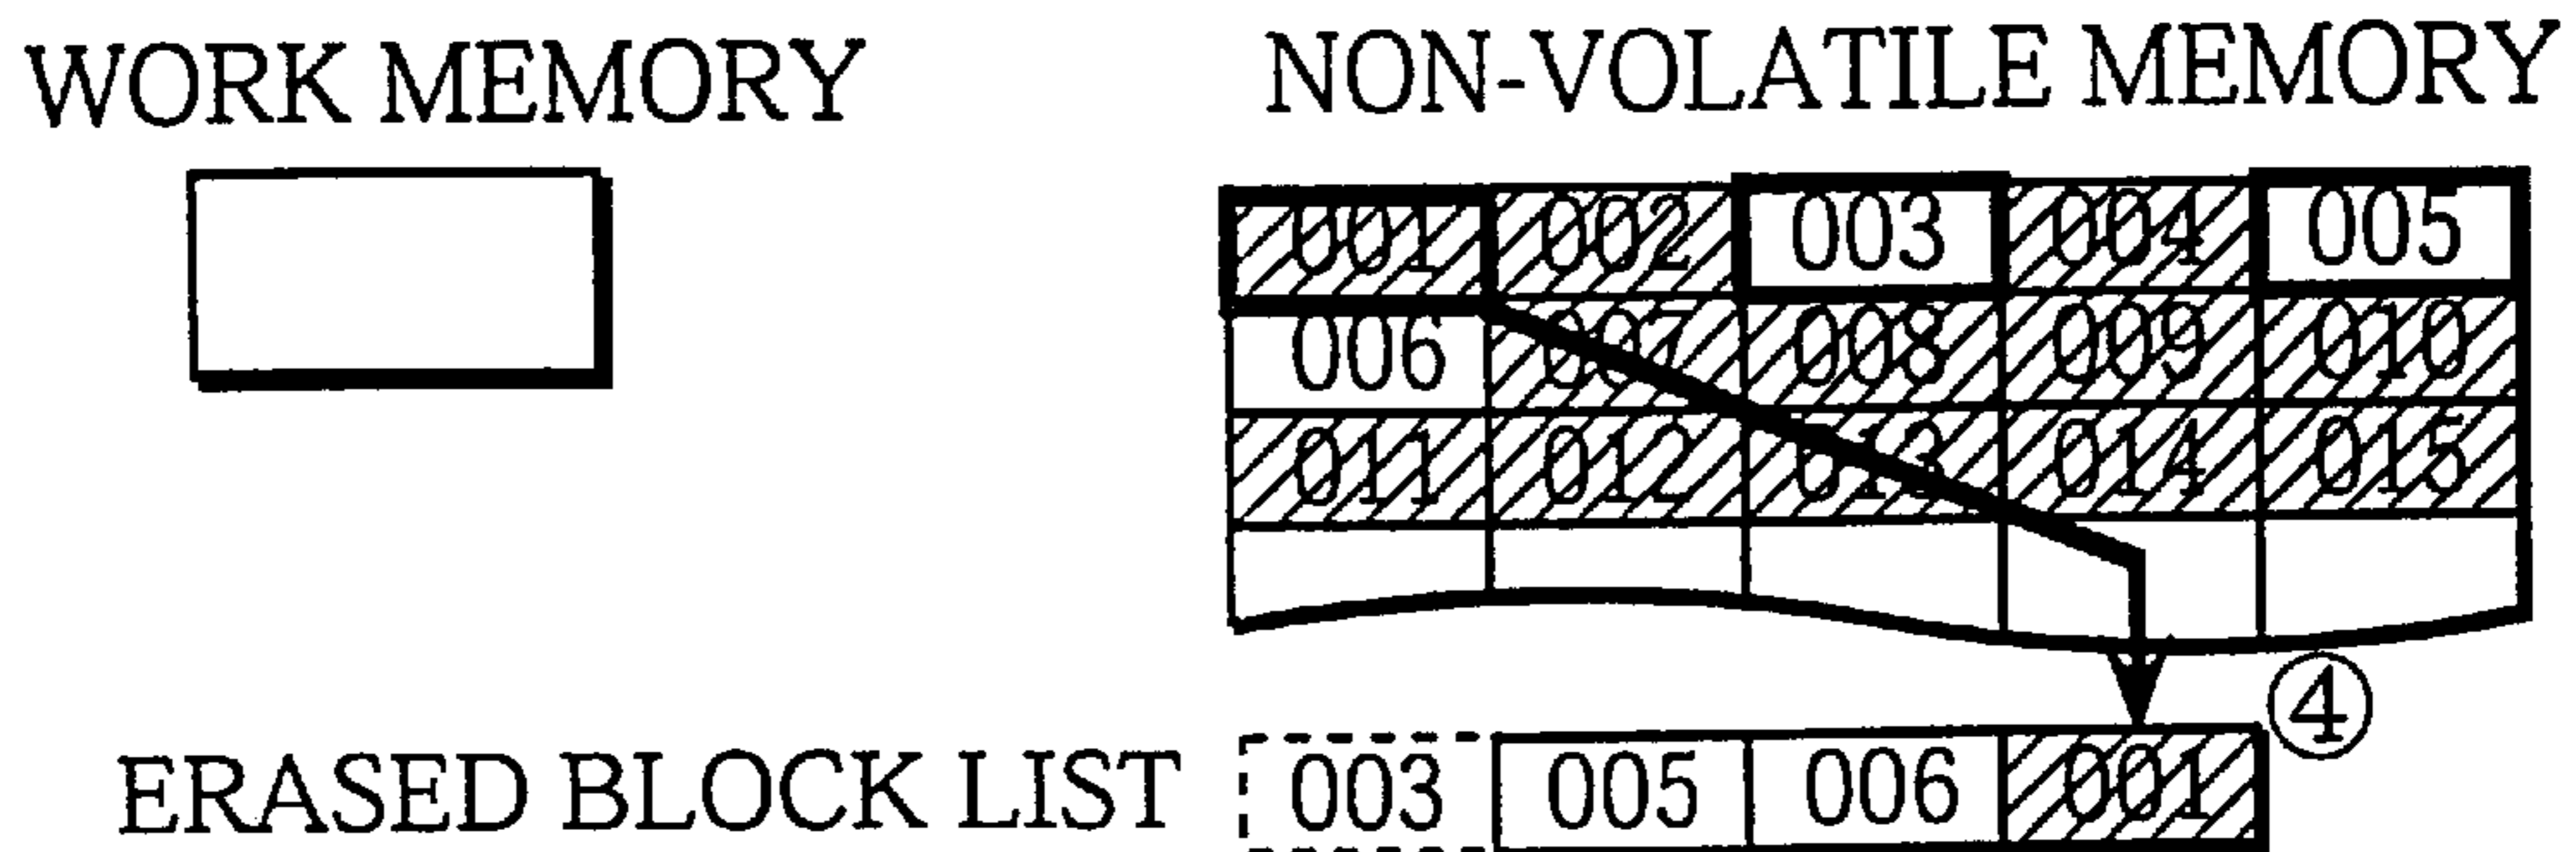 WORK MEMORY NON-VOLATILE MEMORY
001 002 003 004 005
006 007 008 009 010
011 012 013 014 015
④
ERASED BLOCK LIST 003 005 006 001